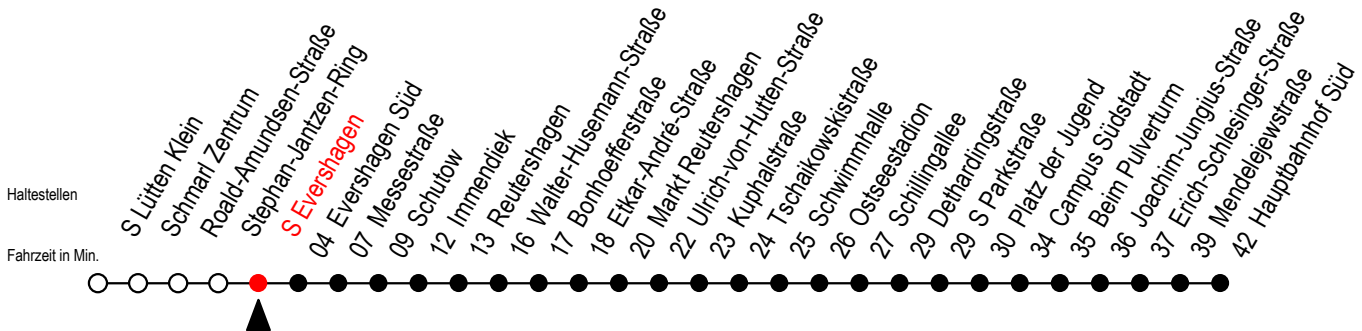 Haltestellen
Fahrzeit in Min.
S Lütten Klein
Schmarl Zentrum
Roald-Amundsen-Straße
Stephan-Jantzen-Ring
S Evershagen
04 Evershagen Süd
07 Messestraße
09 Schutow
12 Immendiek
13 Reutershagen
16 Walter-Husemann-Straße
17 Bonhoefferstraße
18 Etkar-André-Straße
20 Markt Reutershagen
22 Ulrich-von-Hutten-Straße
23 Kuphalstraße
24 Tschaikowskistraße
25 Schwimmhalle
26 Ostseestadion
27 Schillingallee
29 Dethardingstraße
29 S Parkstraße
30 Platz der Jugend
34 Campus Südstadt
35 Beim Pulverturm
36 Joachim-Jungius-Straße
37 Erich-Schlesinger-Straße
39 Mendelejewstraße
42 Hauptbahnhof Süd